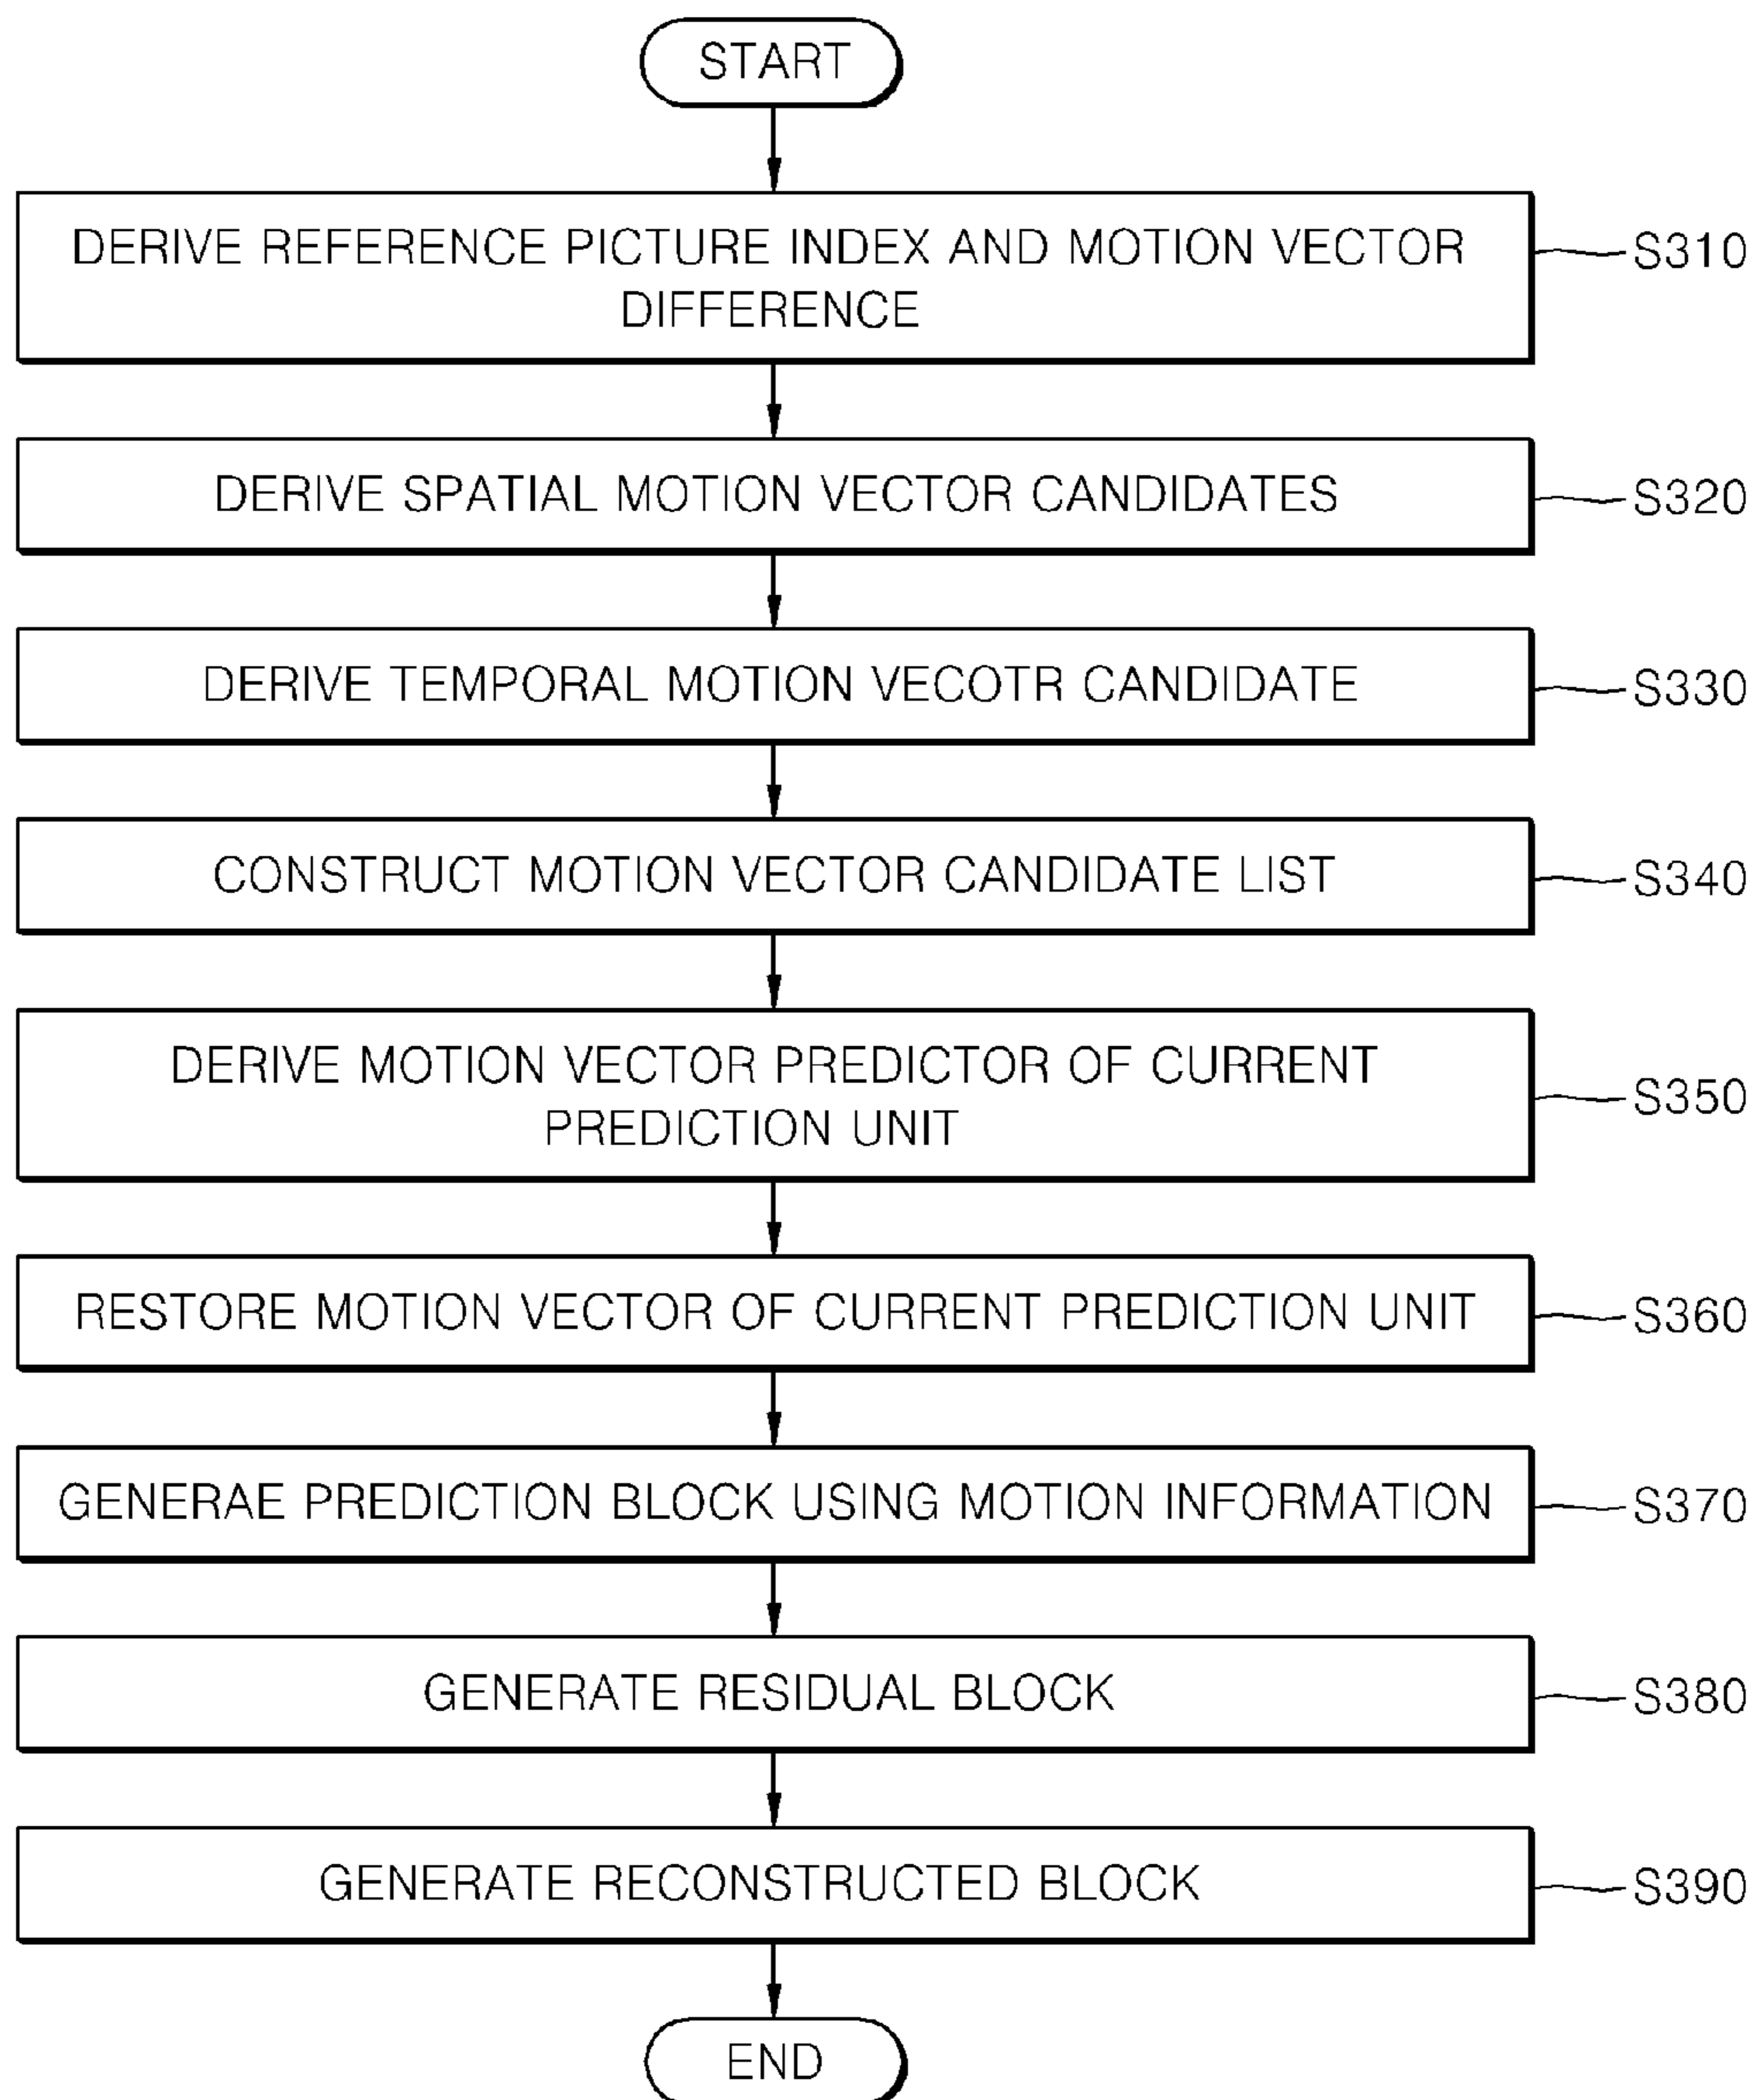 START
DERIVE REFERENCE PICTURE INDEX AND MOTION VECTOR
DIFFERENCE
S310
DERIVE SPATIAL MOTION VECTOR CANDIDATES
S320
DERIVE TEMPORAL MOTION VECOTR CANDIDATE
S330
CONSTRUCT MOTION VECTOR CANDIDATE LIST
S340
DERIVE MOTION VECTOR PREDICTOR OF CURRENT
PREDICTION UNIT
S350
RESTORE MOTION VECTOR OF CURRENT PREDICTION UNIT
S360
GENERAE PREDICTION BLOCK USING MOTION INFORMATION
S370
GENERATE RESIDUAL BLOCK
S380
GENERATE RECONSTRUCTED BLOCK
S390
END